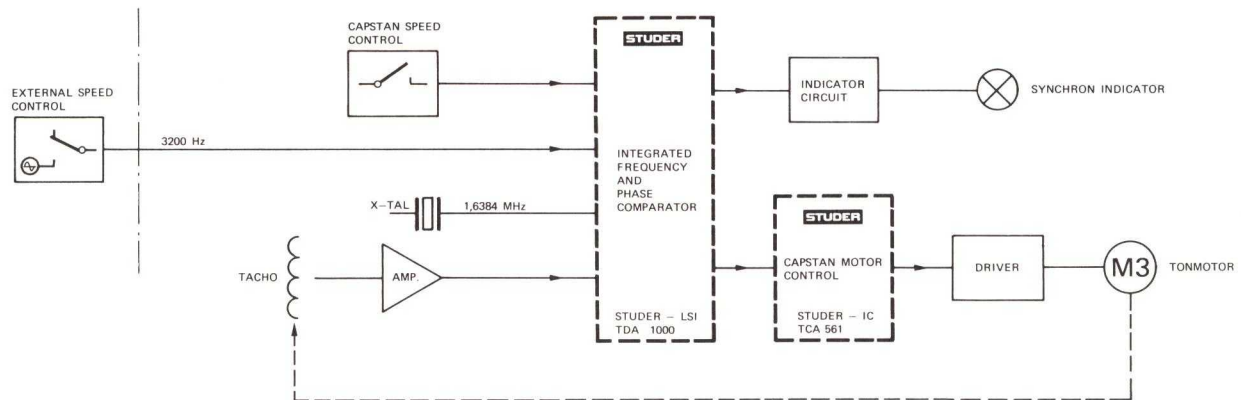 CAPSTAN SPEED
CONTROL
EXTERNAL SPEED
CONTROL
3200 Hz
X-TAL
1,6384 MHz
TACHO
AMP.
STUDER
INTEGRATED
FREQUENCY
AND
PHASE
COMPARATOR
STUDER – LSI
TDA 1000
INDICATOR
CIRCUIT
SYNCHRON INDICATOR
STUDER
CAPSTAN MOTOR
CONTROL
STUDER – IC
TCA 561
DRIVER
M3
TONMOTOR